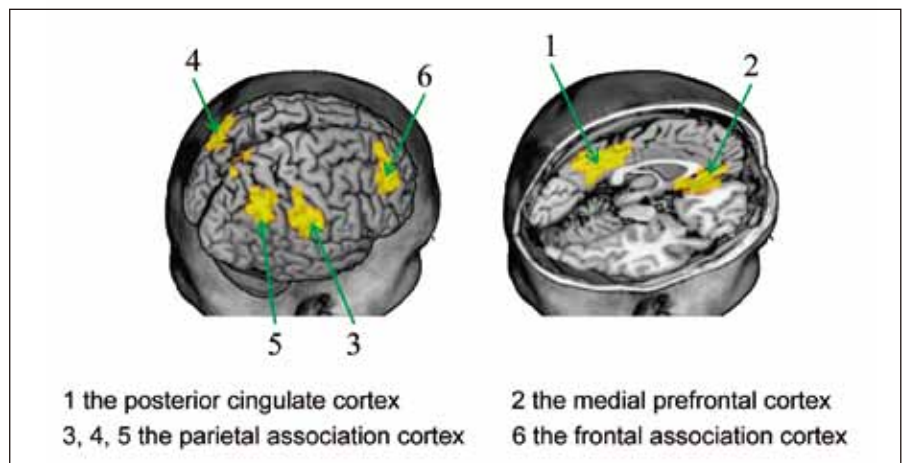 4
6
1
2
5
3
1 the posterior cingulate cortex
2 the medial prefrontal cortex
3, 4, 5 the parietal association cortex
6 the frontal association cortex